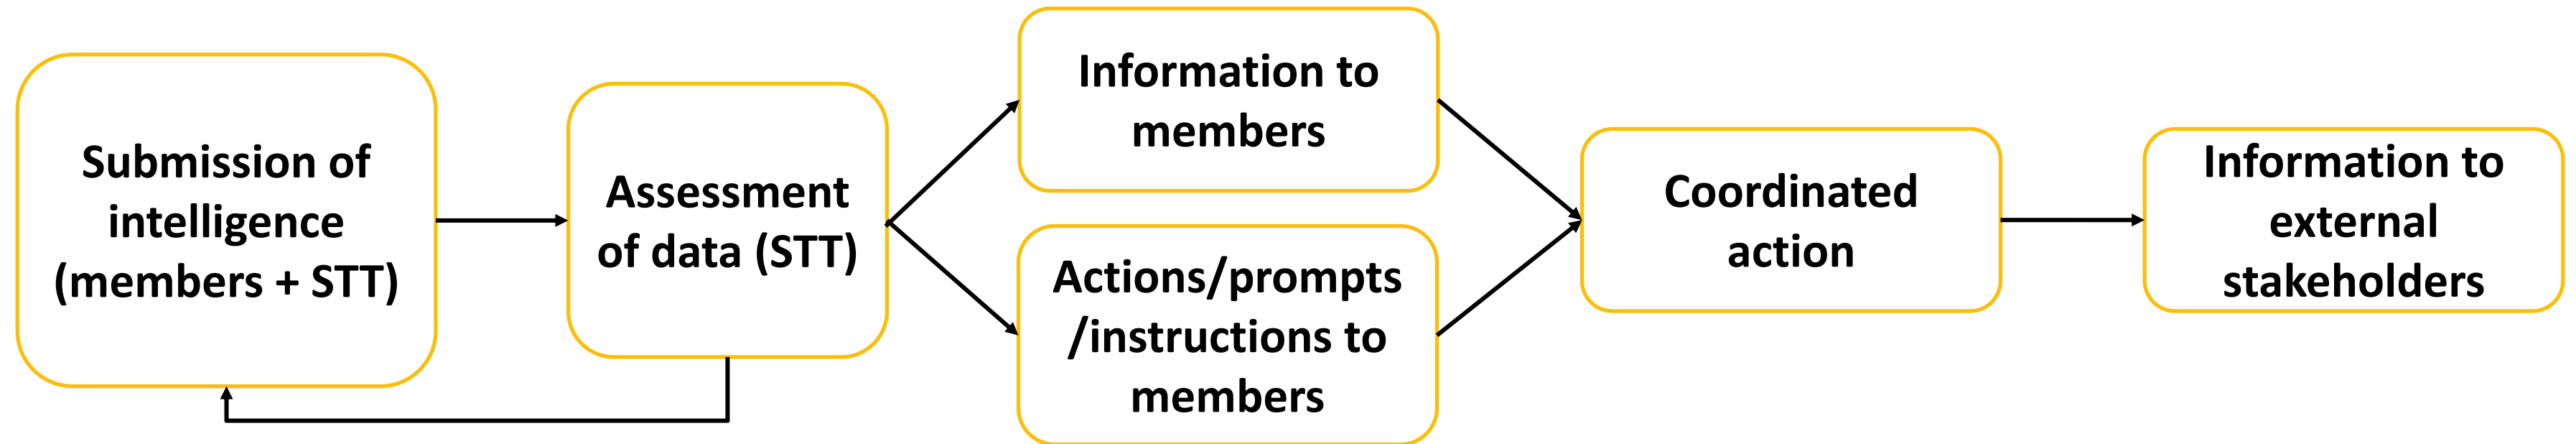 Submission of
intelligence
(members + STT)
Assessment
of data (STT)
Information to
members
Actions/prompts
/instructions to
members
Coordinated
action
Information to
external
stakeholders